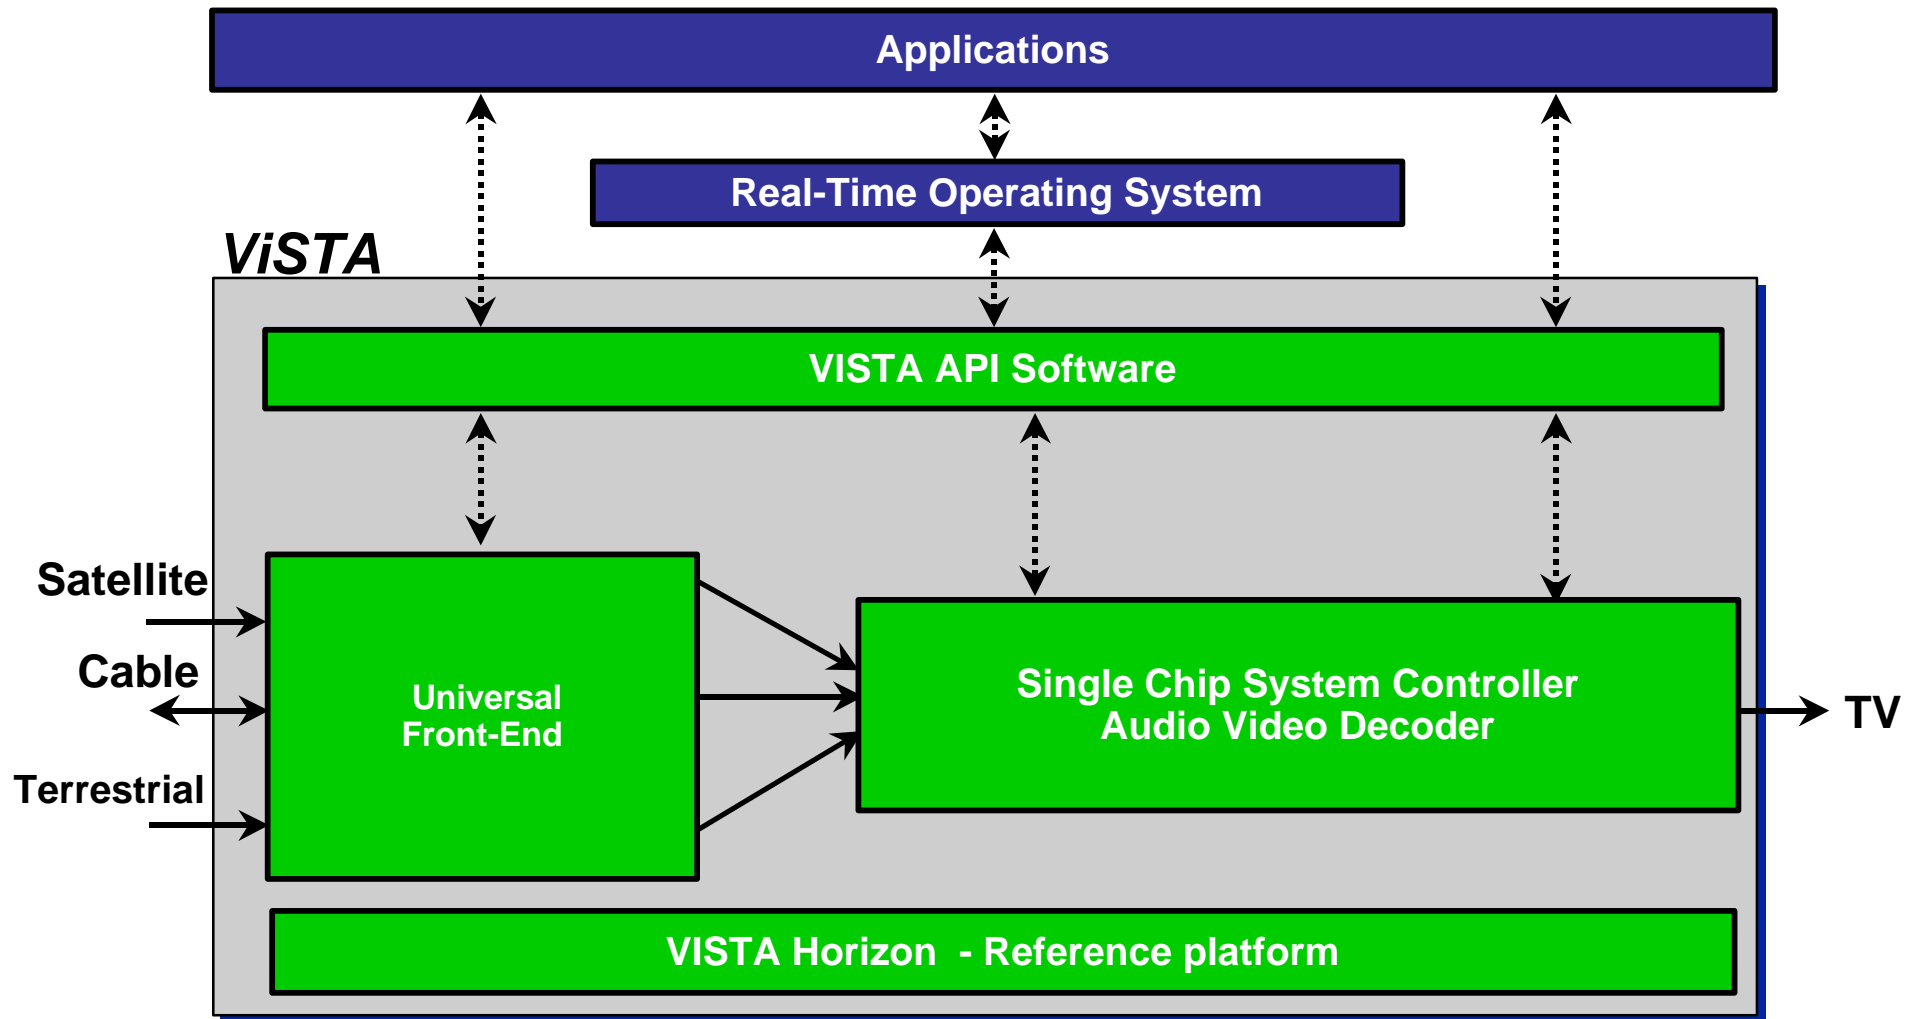 Applications
Real-Time Operating System
ViSTA
VISTA API Software
Satellite
Cable
Terrestrial
Universal
Front-End
Single Chip System Controller
Audio Video Decoder
TV
VISTA Horizon - Reference platform